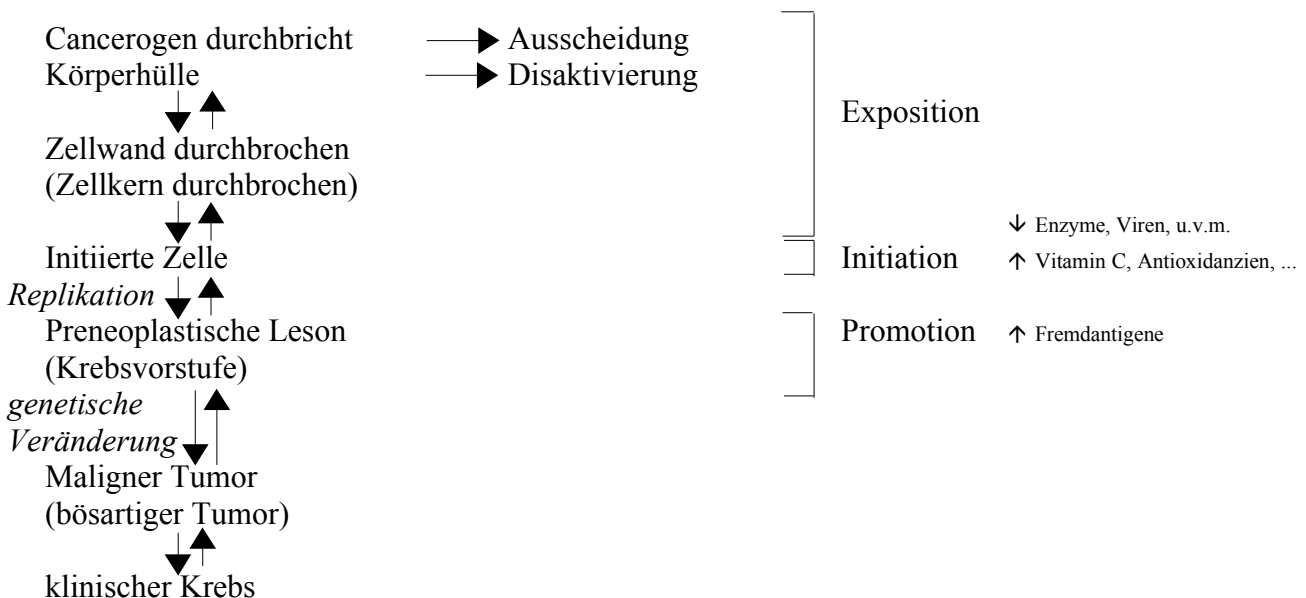 Cancerogen durchbricht → Ausscheidung
Körperhülle → Disaktivierung
Exposition
Zellwand durchbrochen
(Zellkern durchbrochen)
↓ Enzyme, Viren, u.v.m.
Initiierte Zelle Initiation ↑ Vitamin C, Antioxidanzien, ...
Replikation
Preneoplastische Leson Promotion ↑ Fremdantigene
(Krebsvorstufe)
genetische
Veränderung
Maligner Tumor
(bösartiger Tumor)
klinischer Krebs